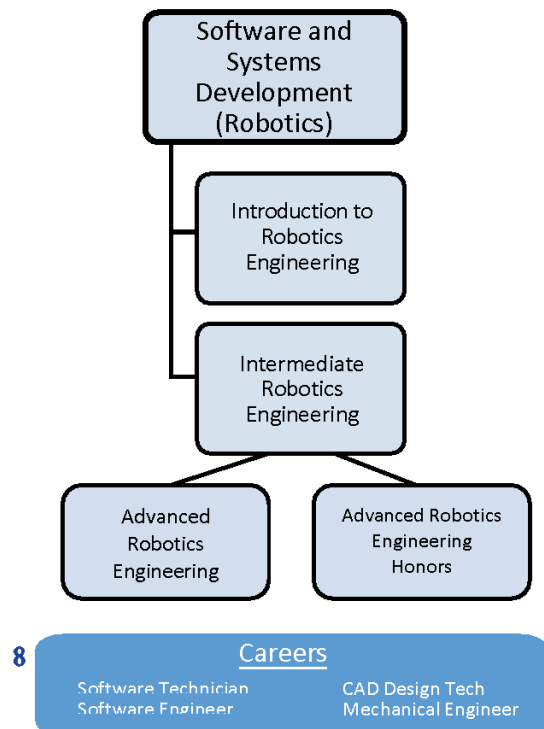 Software and
Systems
Development
(Robotics)
Introduction to
Robotics
Engineering
Intermediate
Robotics
Engineering
Advanced
Robotics
Engineering
Advanced Robotics
Engineering
Honors
8
Careers
Software Technician
CAD Design Tech
Software Engineer
Mechanical Engineer